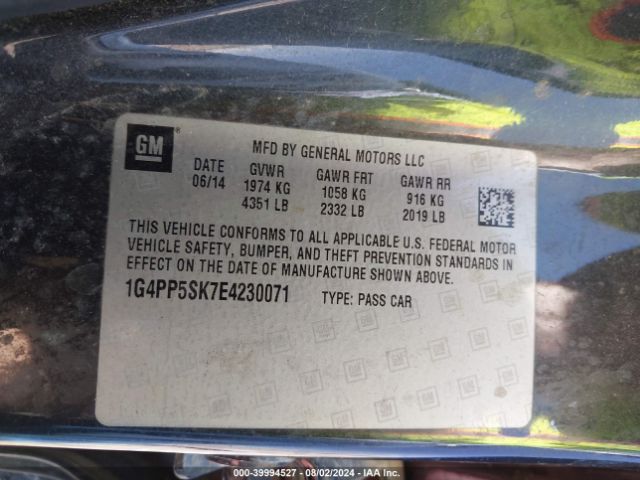 GM ®
MFD BY GENERAL MOTORS LLC
DATE GVWR GAWR FRT GAWR RR
06/14 1974 KG 1058 KG 916 KG
4351 LB 2332 LB 2019 LB
THIS VEHICLE CONFORMS TO ALL APPLICABLE U.S. FEDERAL MOTOR
VEHICLE SAFETY, BUMPER, AND THEFT PREVENTION STANDARDS IN
EFFECT ON THE DATE OF MANUFACTURE SHOWN ABOVE.
1G4PP5SK7E4230071 TYPE: PASS CAR
000-39994527 - 08/02/2024 - IAA Inc.